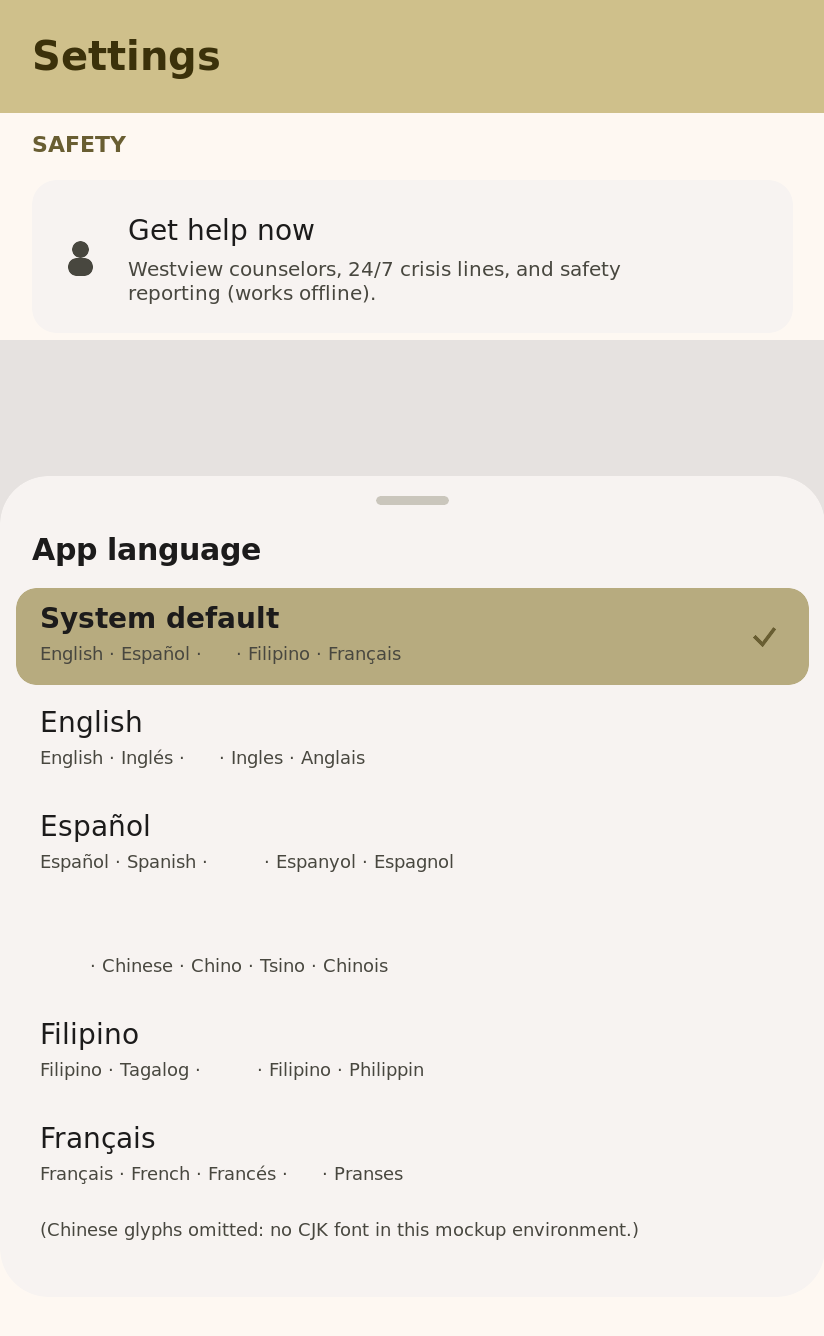 Settings
SAFETY
Get help now
Westview counselors, 24/7 crisis lines, and safety
reporting (works offline).
App language
System default
English · Español · · Filipino · Français
English
English · Inglés · · Ingles · Anglais
Español
Español · Spanish · · Espanyol · Espagnol
· Chinese · Chino · Tsino · Chinois
Filipino
Filipino · Tagalog · · Filipino · Philippin
Français
Français · French · Francés · · Pranses
(Chinese glyphs omitted: no CJK font in this mockup environment.)